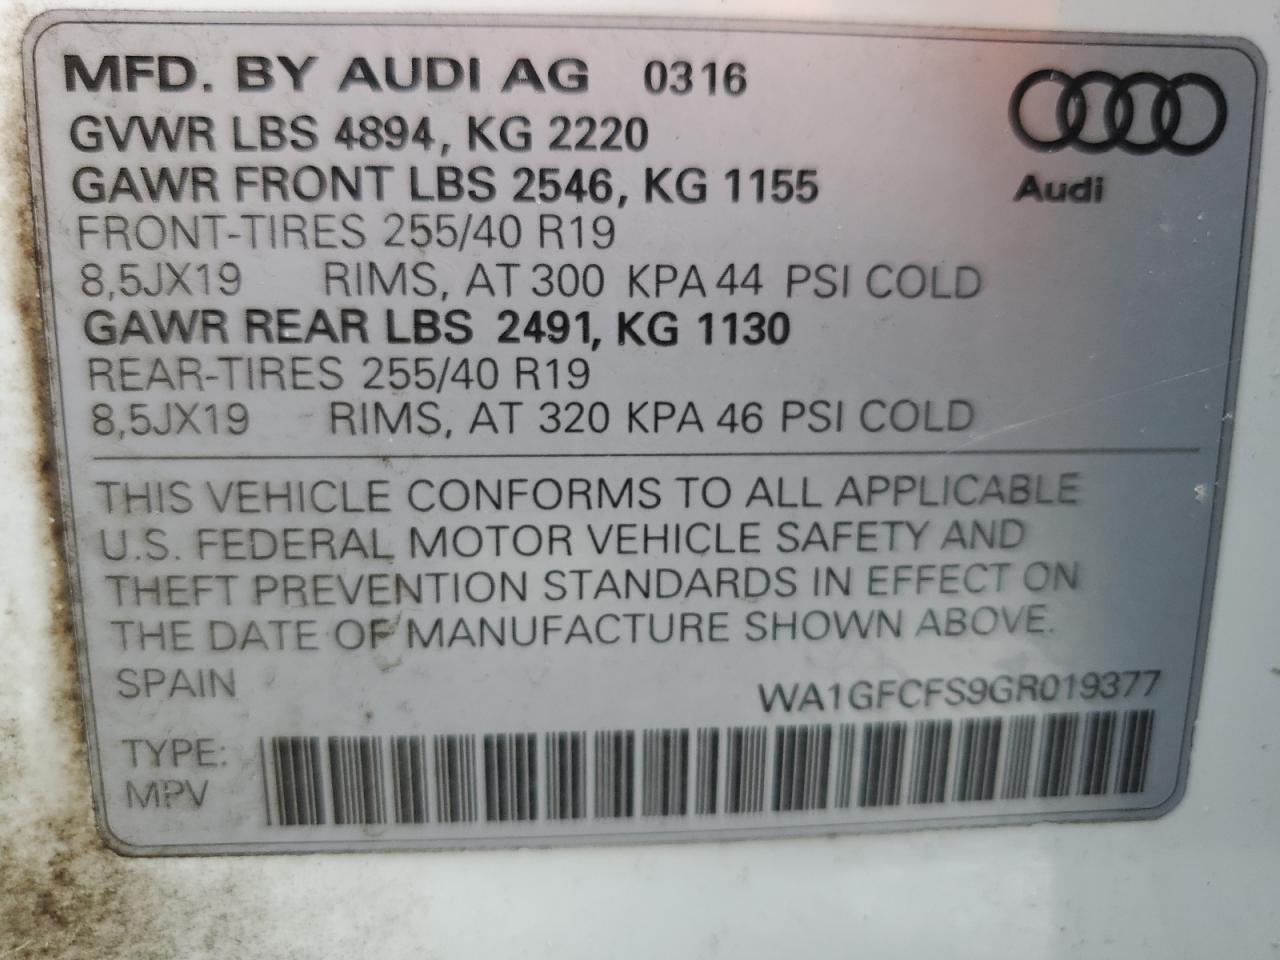 MFD. BY AUDI AG 0316
GVWR LBS 4894, KG 2220
GAWR FRONT LBS 2546, KG 1155
Audi
FRONT-TIRES 255/40 R19
8,5JX19 RIMS, AT 300 KPA 44 PSI COLD
GAWR REAR LBS 2491, KG 1130
REAR-TIRES 255/40 R19
8,5JX19 RIMS, AT 320 KPA 46 PSI COLD
THIS VEHICLE CONFORMS TO ALL APPLICABLE
U.S. FEDERAL MOTOR VEHICLE SAFETY AND
THEFT PREVENTION STANDARDS IN EFFECT ON
THE DATE OF MANUFACTURE SHOWN ABOVE.
SPAIN
WA1GFCFS9GR019377
TYPE:
MPV